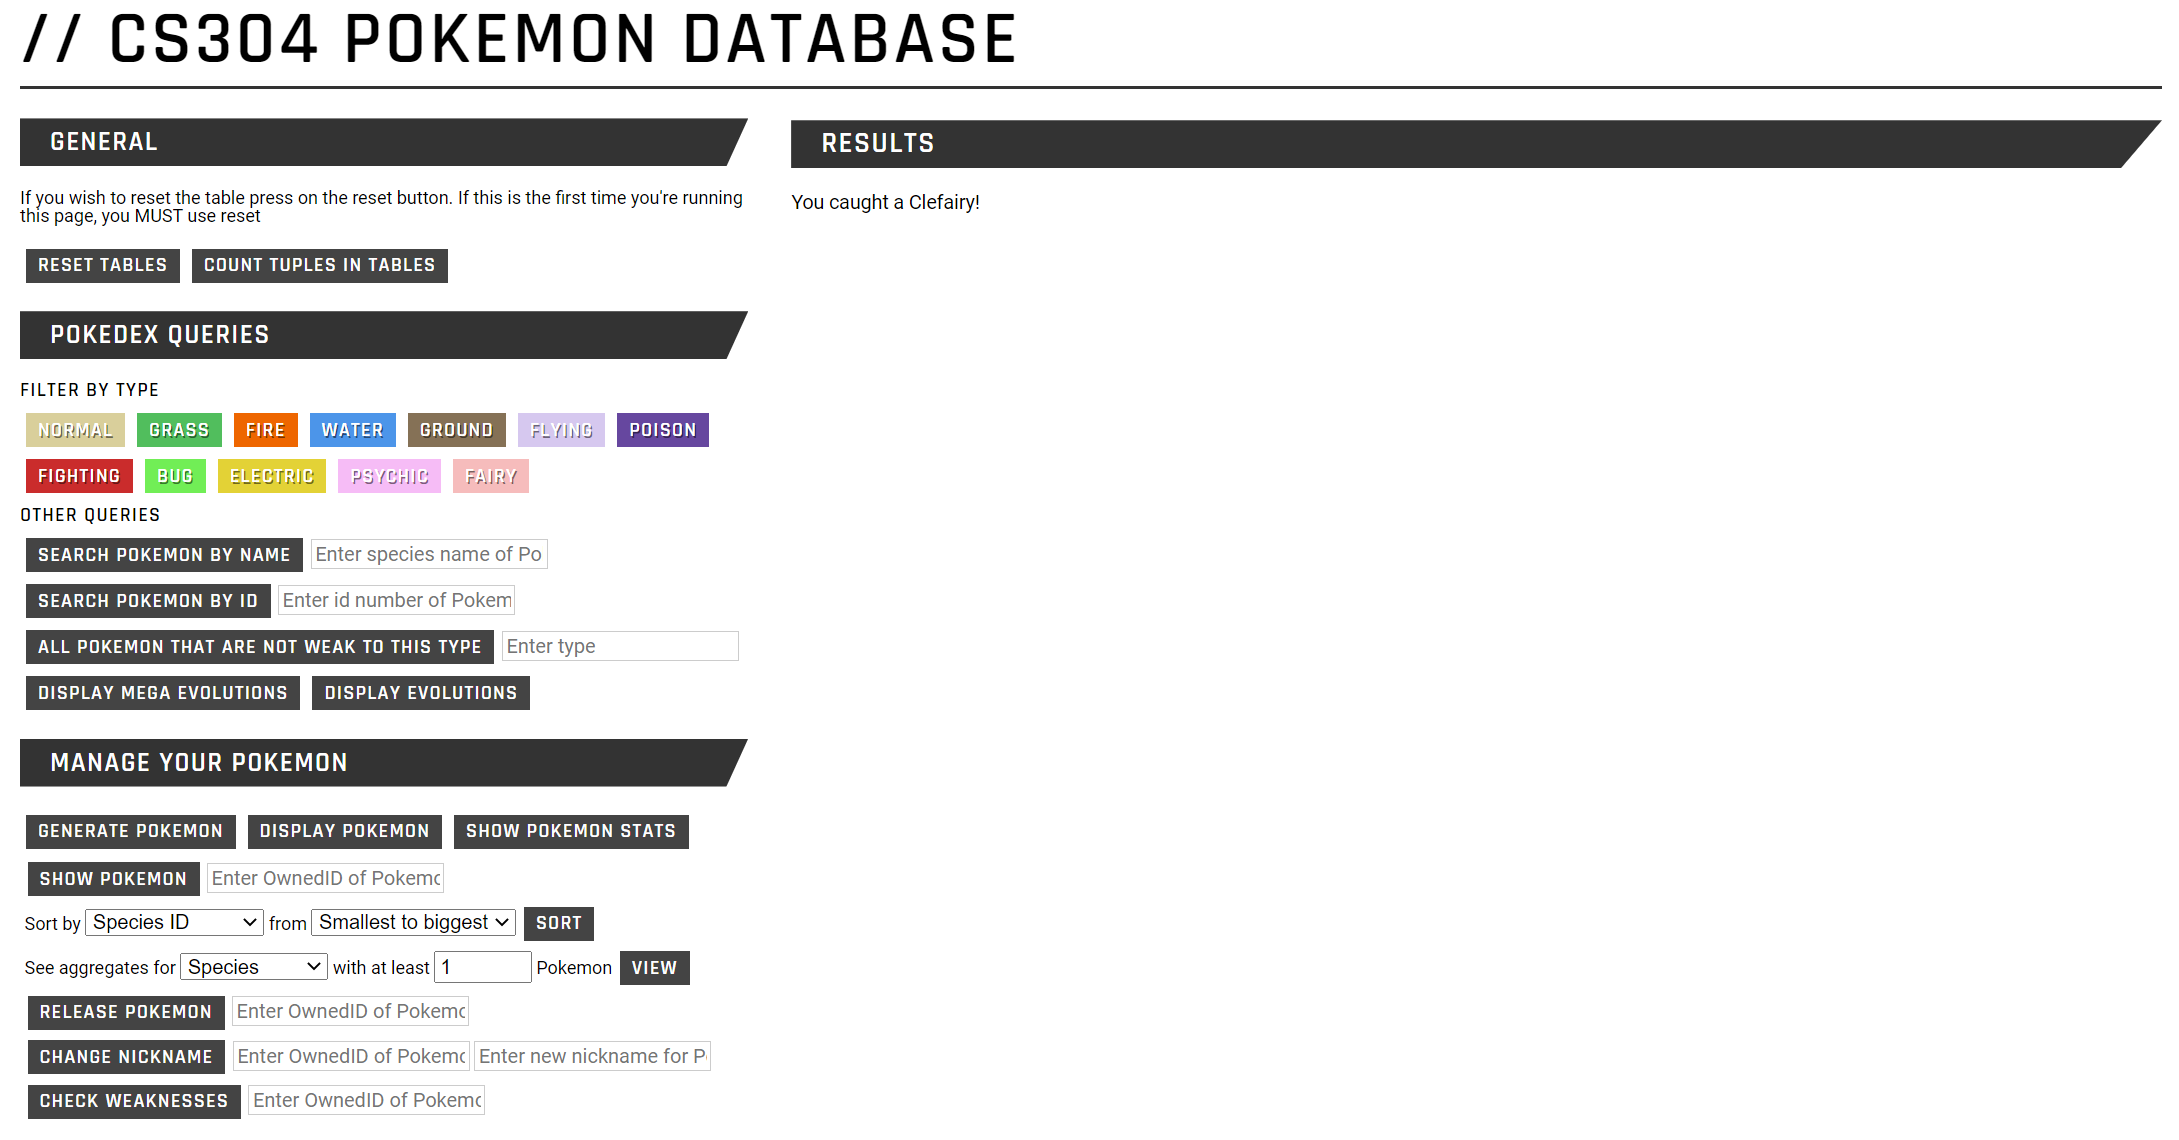 // CS304 POKEMON DATABASE
GENERAL
If you wish to reset the table press on the reset button. If this is the first time you're running
this page, you MUST use reset
RESET TABLES COUNT TUPLES IN TABLES
POKEDEX QUERIES
FILTER BY TYPE
NORMAL GRASS FIRE WATER GROUND FLYING POISON
FIGHTING BUG ELECTRIC PSYCHIC FAIRY
OTHER QUERIES
SEARCH POKEMON BY NAME Enter species name of Po
SEARCH POKEMON BY ID Enter id number of Pokem
ALL POKEMON THAT ARE NOT WEAK TO THIS TYPE Enter type
DISPLAY MEGA EVOLUTIONS DISPLAY EVOLUTIONS
MANAGE YOUR POKEMON
GENERATE POKEMON DISPLAY POKEMON SHOW POKEMON STATS
SHOW POKEMON Enter OwnedID of Pokemo
Sort by Species ID from Smallest to biggest SORT
See aggregates for Species with at least 1 Pokemon VIEW
RELEASE POKEMON Enter OwnedID of Pokemo
CHANGE NICKNAME Enter OwnedID of Pokemo Enter new nickname for P
CHECK WEAKNESSES Enter OwnedID of Pokemo
RESULTS
You caught a Clefairy!